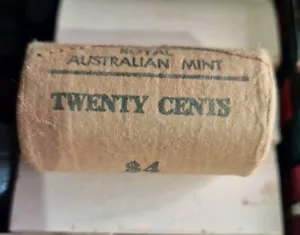 ROYAL
AUSTRALIAN MINT
TWENTY CENTS
$4